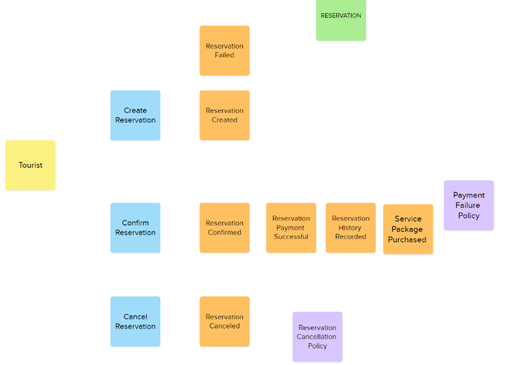 RESERVATION
Reservation
Failed
Create
Reservation
Reservation
Created
Tourist
Confirm
Reservation
Reservation
Confirmed
Reservation
Payment
Successful
Reservation
History
Recorded
Service
Package
Purchased
Payment
Failure
Policy
Cancel
Reservation
Reservation
Canceled
Reservation
Cancellation
Policy